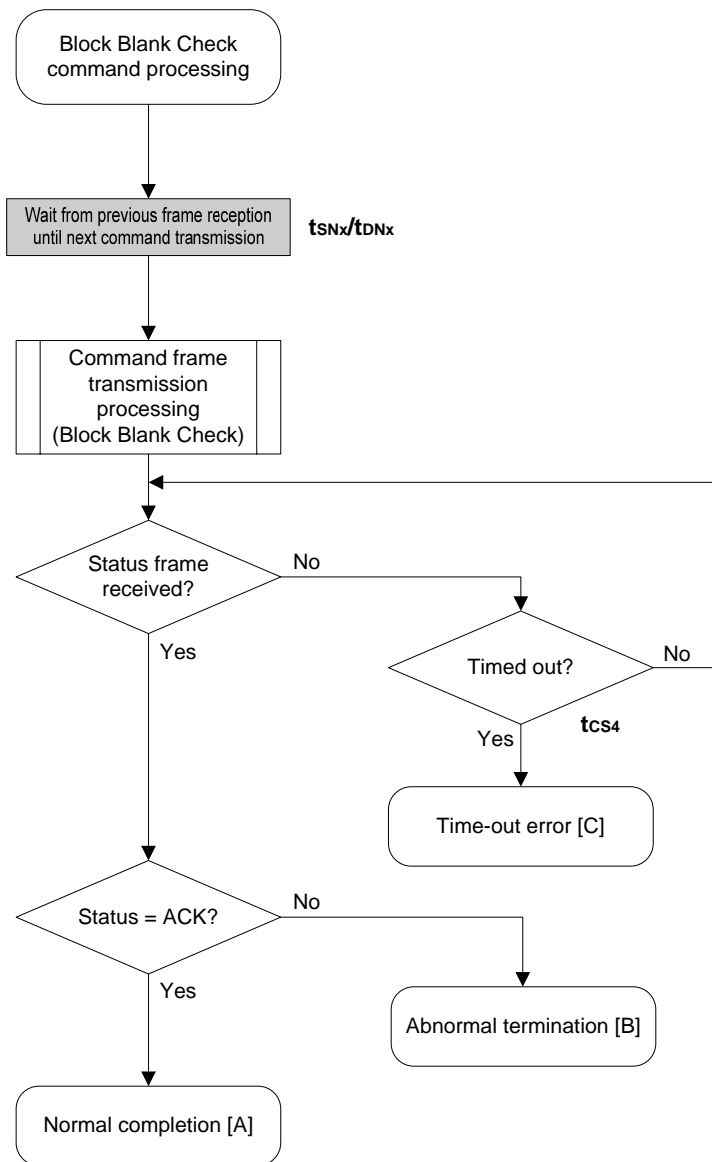 Block Blank Check
command processing
Wait from previous frame reception
until next command transmission
tSNx/tDNx
Command frame
transmission
processing
(Block Blank Check)
Status frame
received?
No
Yes
Timed out?
No
tCS4
Yes
Time-out error [C]
Status = ACK?
No
Yes
Abnormal termination [B]
Normal completion [A]